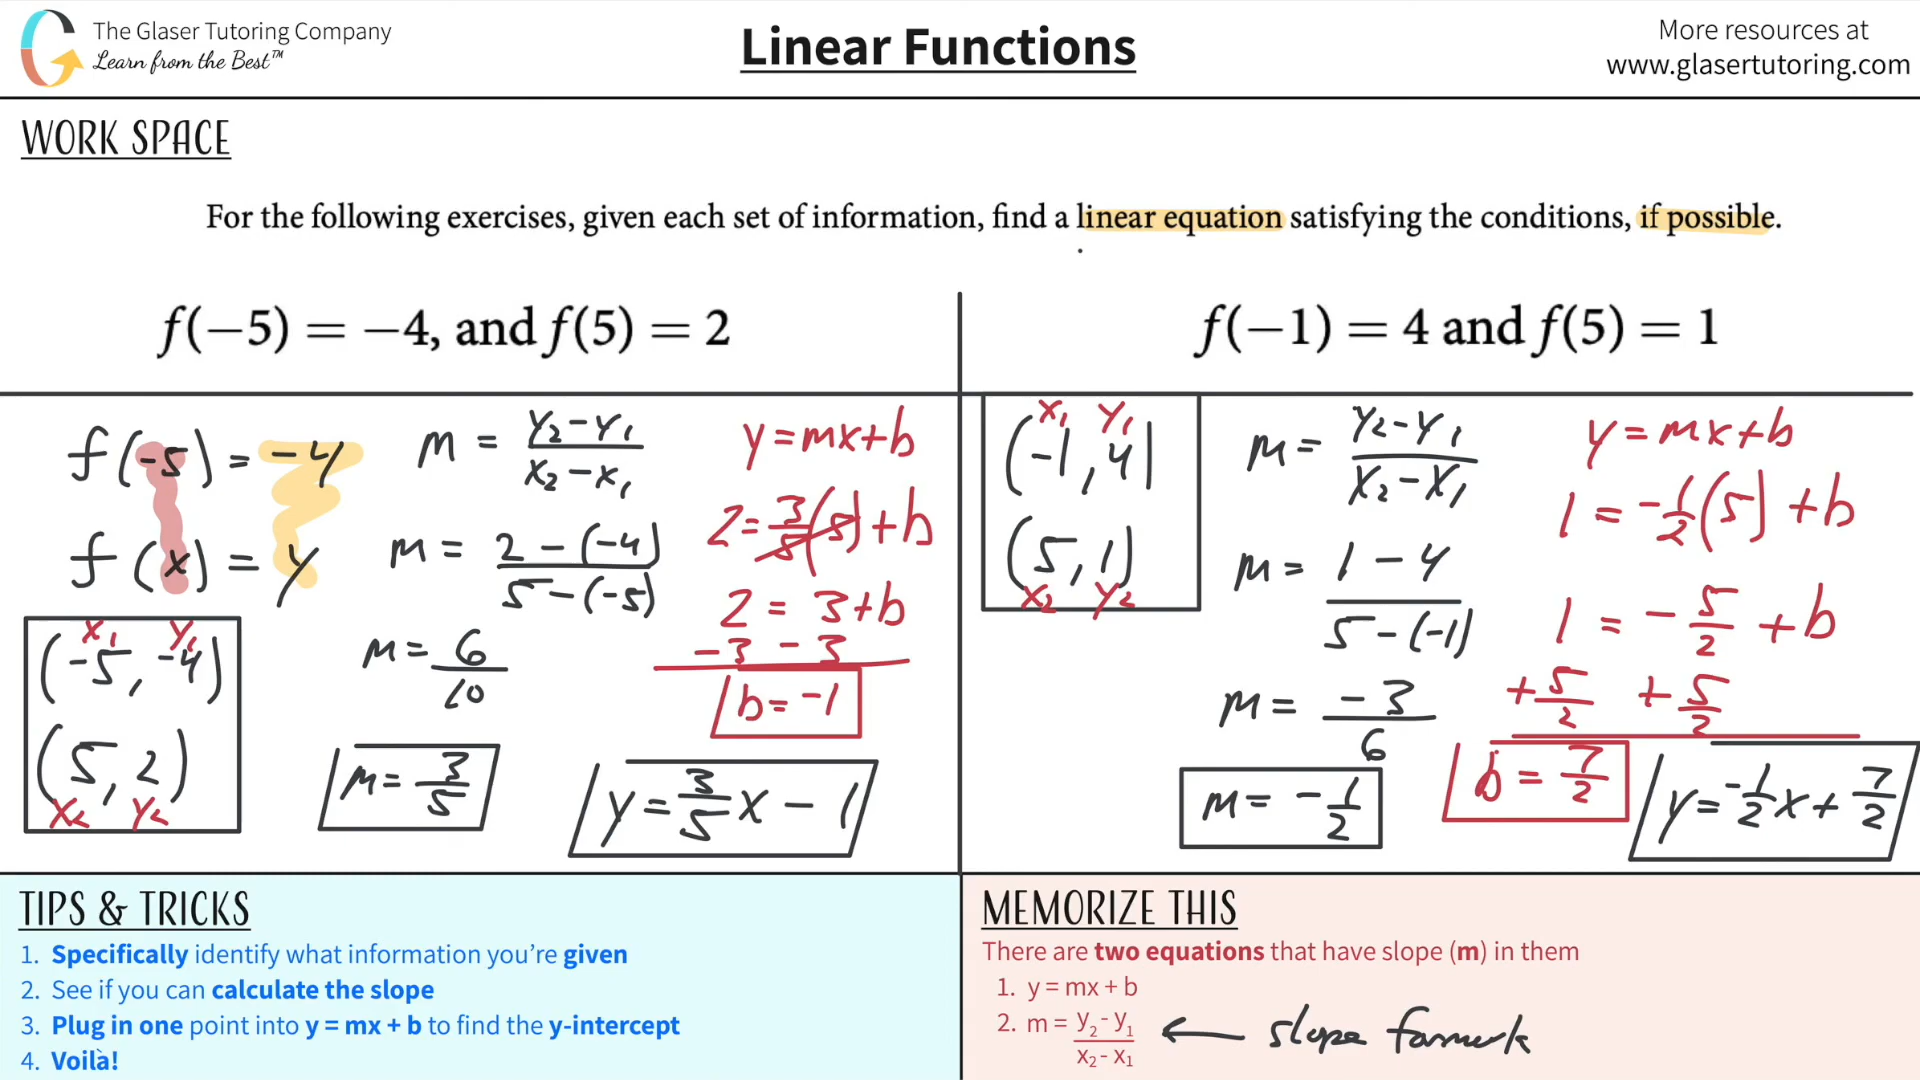 The Glaser Tutoring Company
Learn from the Best™
Linear Functions
More resources at
www.glasertutoring.com
WORK SPACE
For the following exercises, given each set of information, find a linear equation satisfying the conditions, if possible.
f(−5) = −4, and f(5) = 2
f(-5) = -4
f(x) = y
x₁ y₁
(-5, -4)
(5, 2)
x₂ y₂
m = y₂-y₁ / x₂-x₁
m = 2-(-4) / 5-(-5)
m = 6/10
m = 3/5
y=mx+b
2=3/5(5)+b
2 = 3+b
-3 -3
b=-1
y=3/5x-1
f(−1) = 4 and f(5) = 1
x₁ y₁
(-1, 4)
(5, 1)
x₂ y₂
m = y₂-y₁ / x₂-x₁
m = 1-4 / 5-(-1)
m = -3/6
m = -1/2
y=mx+b
1 = -1/2(5)+b
1 = -5/2+b
+5/2 +5/2
b = 7/2
y=-1/2x+7/2
TIPS & TRICKS
1. Specifically identify what information you're given
2. See if you can calculate the slope
3. Plug in one point into y = mx + b to find the y-intercept
4. Voilà!
MEMORIZE THIS
There are two equations that have slope (m) in them
1. y = mx + b
2. m = y₂ - y₁ / x₂ - x₁ ← slope formula